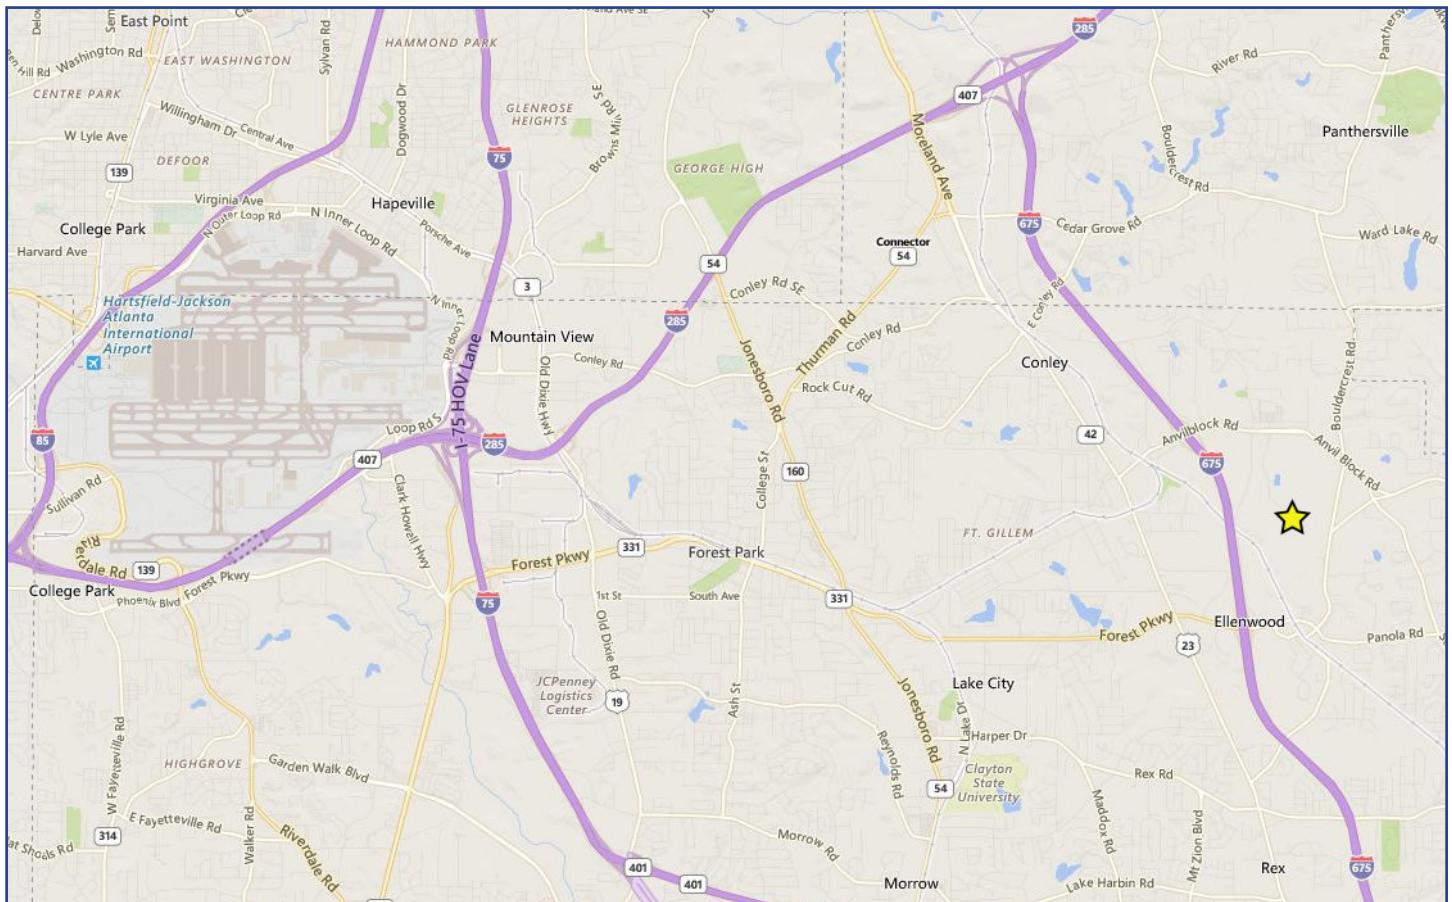 East Point
HAMMOND PARK
285
Washington Rd
Sylvan Rd
EAST WASHINGTON
River Rd
CENTRE PARK
407
Dogwood Dr
GLENROSE
HEIGHTS
Willingham Dr
Central Ave
Moreland Ave
Panthersville
W Lyle Ave
DEFOOR
75
139
GEORGE HIGH
Bouldercrest Rd
Virginia Ave
Hapeville
N Outer Loop Rd
N Inner Loop Rd
Porsche Ave
College Park
675
Cedar Grove Rd
Ward Lake Rd
Harvard Ave
Connector
54
54
3
Conley Rd SE
E Conley Rd
Hartsfield-Jackson
Atlanta
International
Airport
N Inner Loop Rd
285
Mountain View
Thurman Rd
Conley Rd
Conley Rd
Conley
Bouldercrest Rd
I-75 HOV Lane
Old Dixie Hwy
Jonesboro Rd
Rock Cut Rd
Loop Rd S
85
285
42
Anvilblock Rd
Anvil Block Rd
407
675
160
College St
Sullivan Rd
Clark Howell Hwy
FT. GILLEM
Riverdale Rd
331
Forest Park
Forest Pkwy
139
Forest Pkwy
College Park
Phoenix Blvd
75
1st St
South Ave
331
Old Dixie Rd
Ellenwood
Forest Pkwy
Panola Rd
23
JCPenney
Logistics
Center
19
Ash St
Lake City
Jonesboro Rd
N Lake Dr
Reynolds Rd
Harper Dr
W Fayetteville Rd
HIGHGROVE
Garden Walk Blvd
Clayton
State
University
Rex Rd
54
Maddox Rd
Mt Zion Blvd
E Fayetteville Rd
Walker Rd
314
Riverdale Rd
Morrow Rd
401
401
Morrow
Lake Harbin Rd
Rex
675